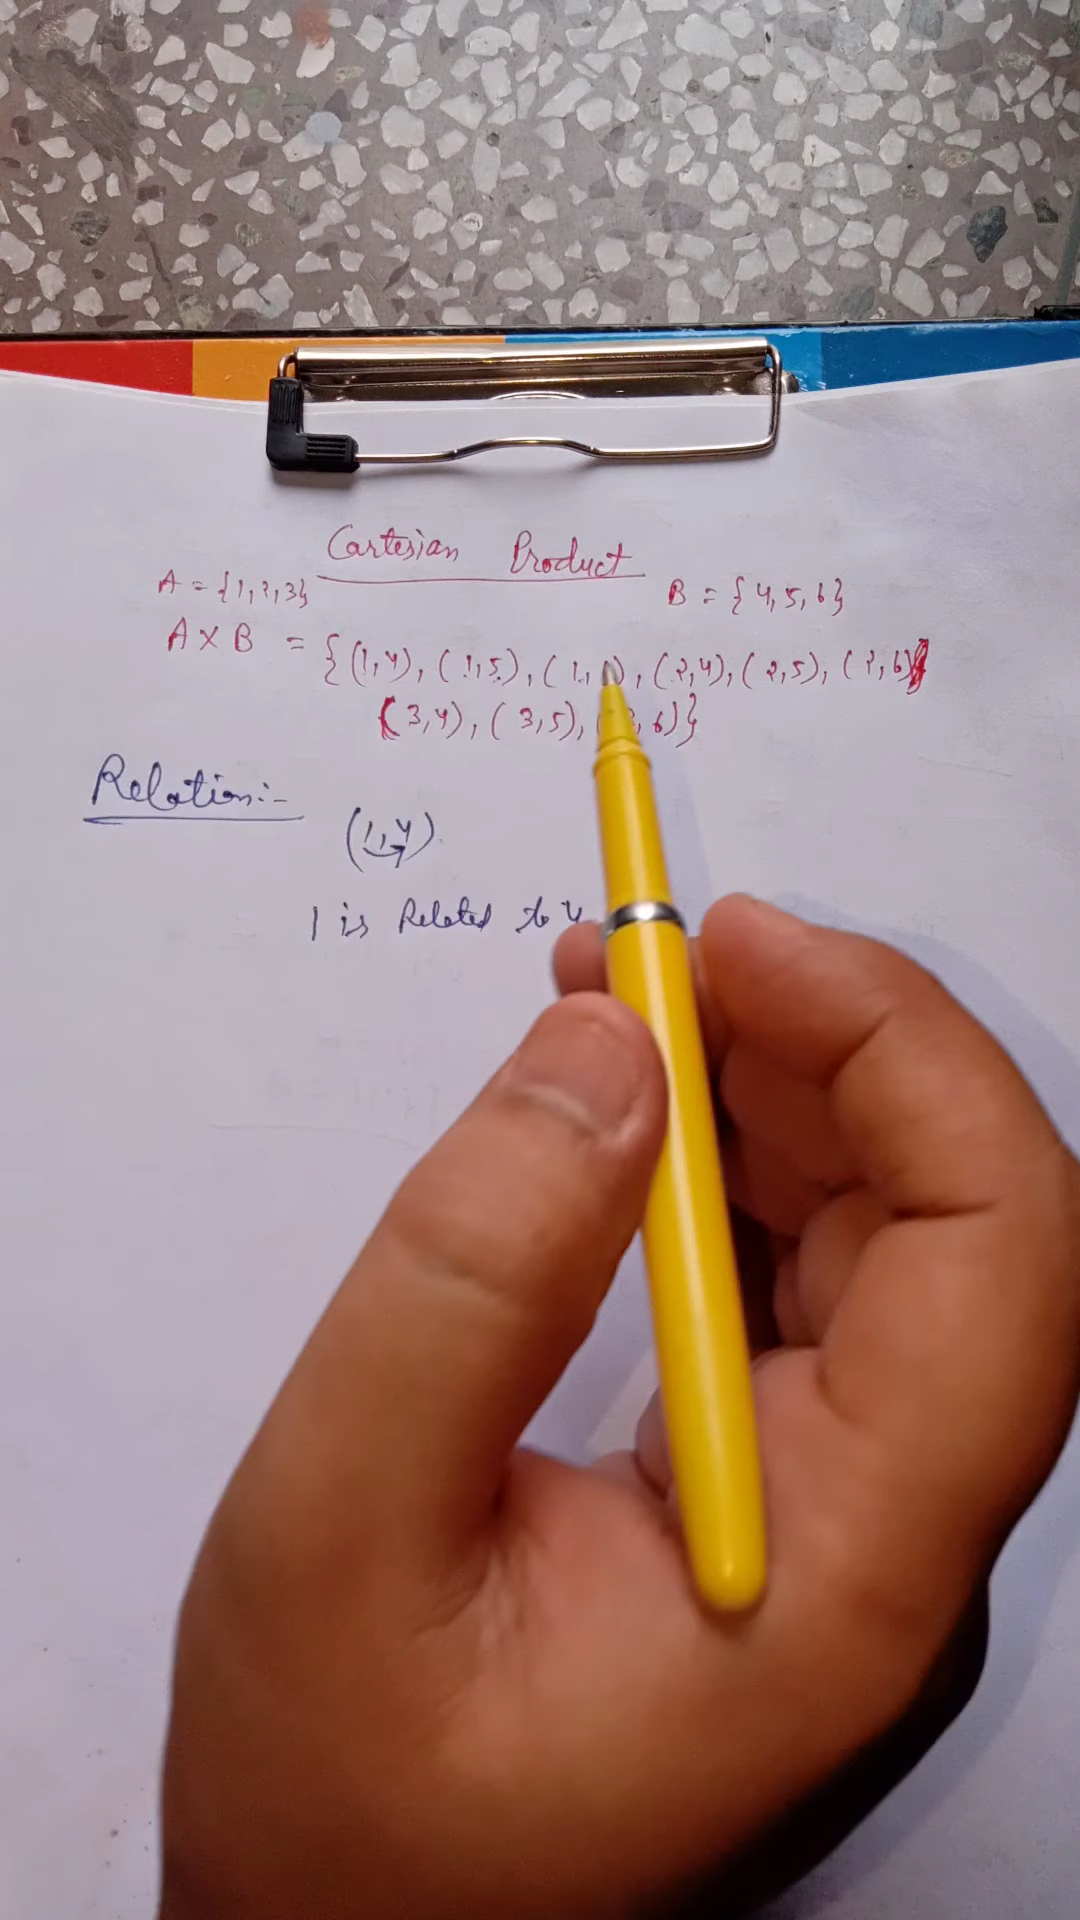 Cartesian Product
A = {1,2,3} B = {4,5,6}
A X B = {(1,4), (1,5), (1, ), (2,4), (2,5), (2,6)
(3,4), (3,5), ,6)}
Relation:-
(1,4)
1 is Related to 4